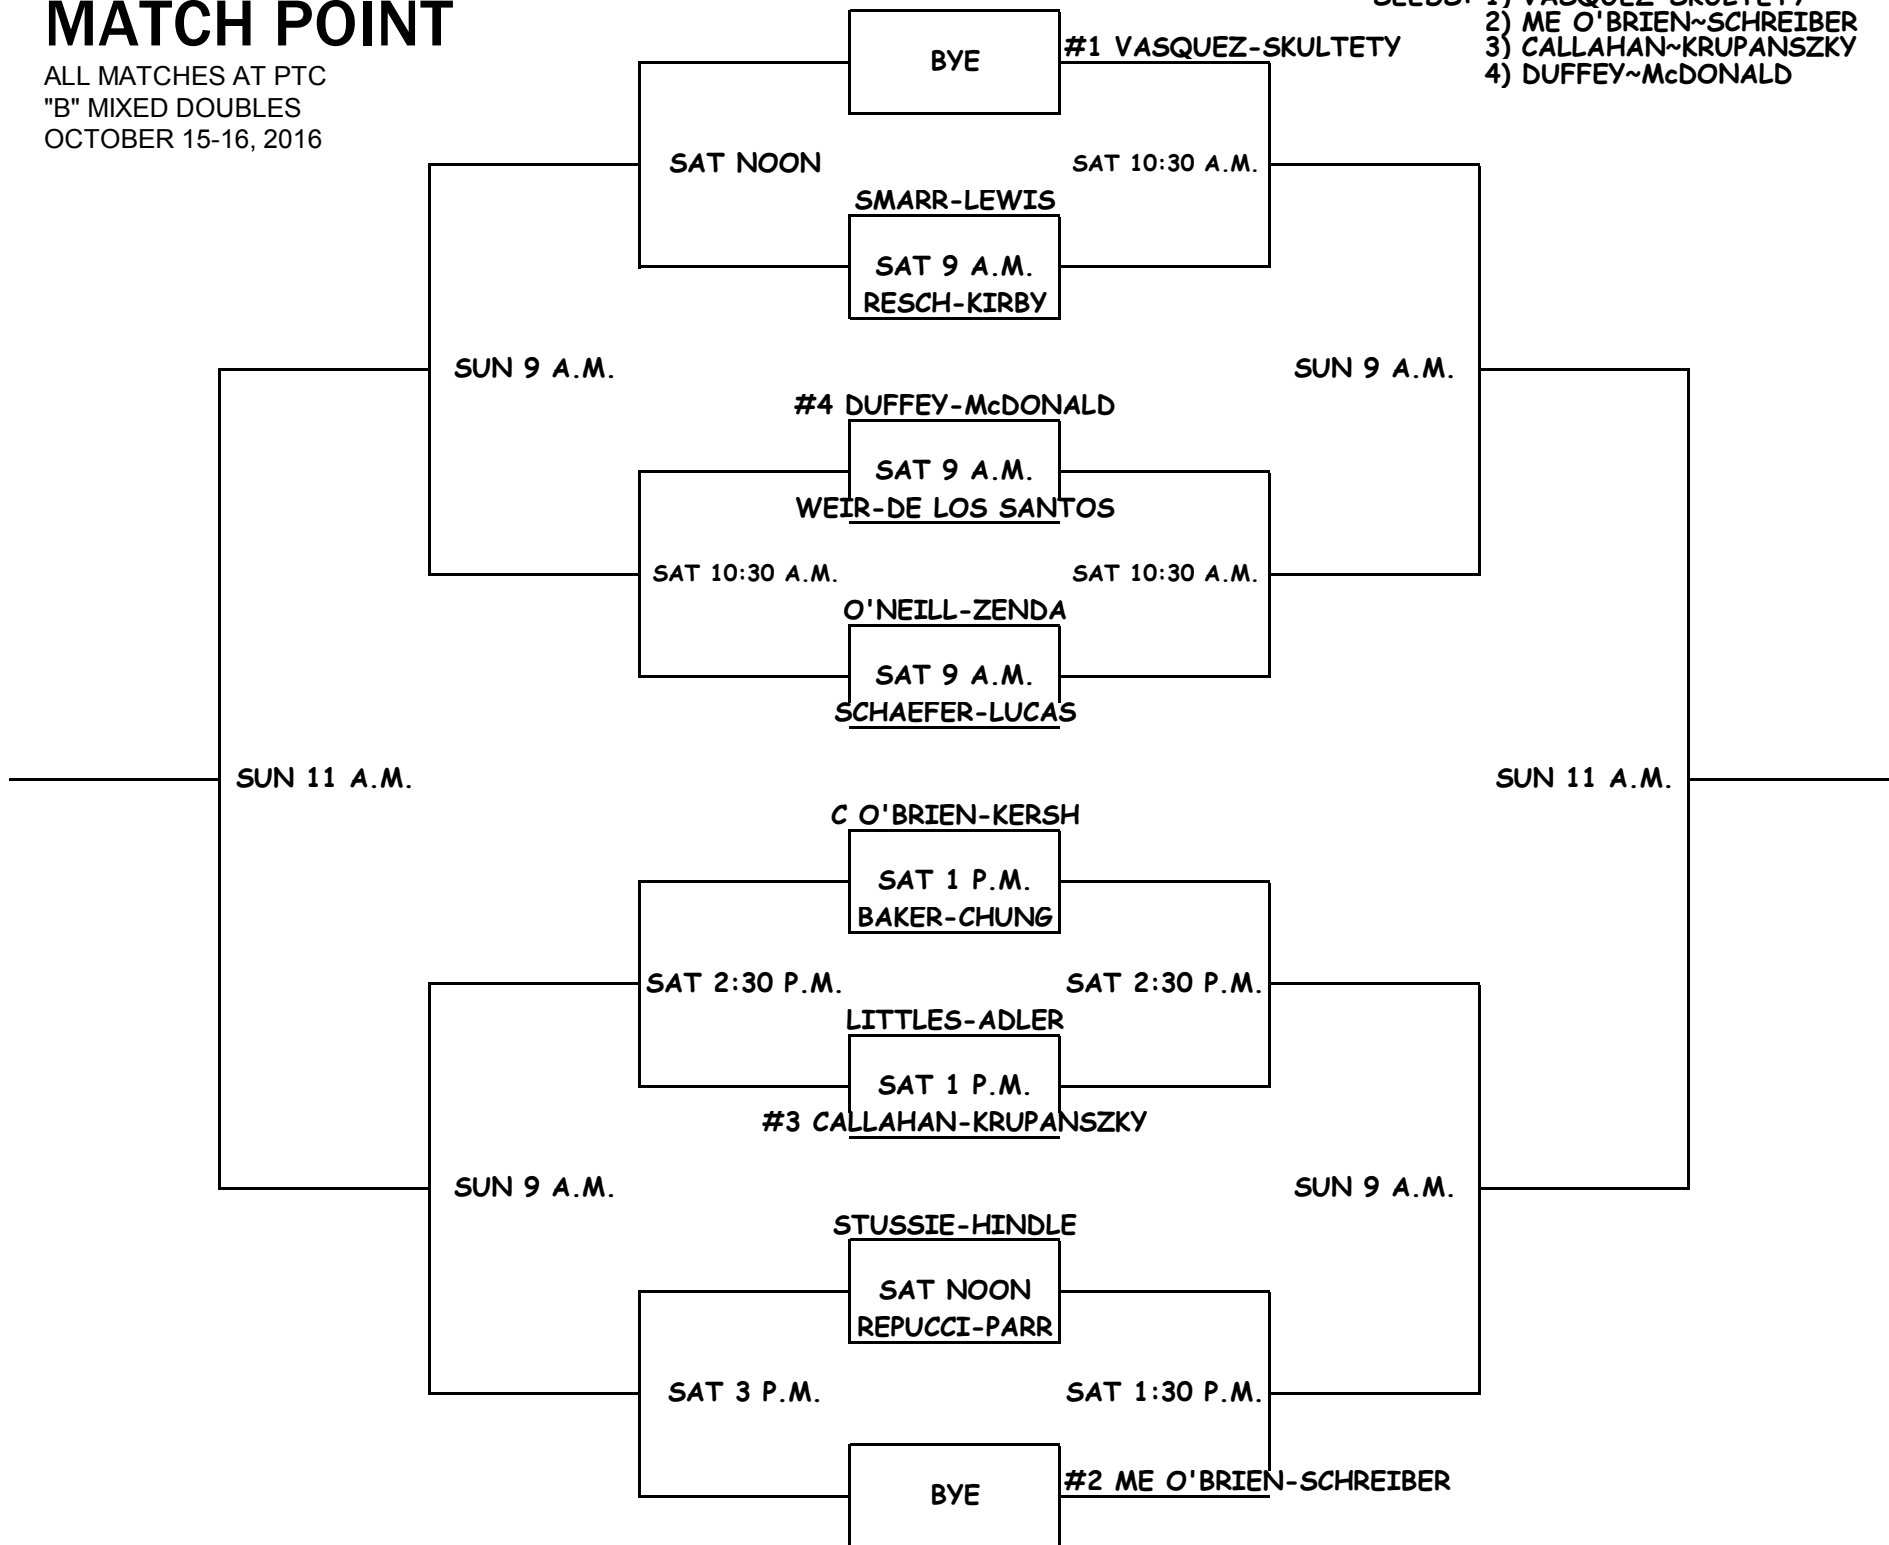 MATCH POINT
SEEDS: 1) VASQUEZ-SKULTETY
2) ME O'BRIEN~SCHREIBER
3) CALLAHAN~KRUPANSZKY
4) DUFFEY~McDONALD
ALL MATCHES AT PTC
"B" MIXED DOUBLES
OCTOBER 15-16, 2016
BYE
#1 VASQUEZ-SKULTETY
SAT NOON
SAT 10:30 A.M.
SMARR-LEWIS
SAT 9 A.M.
RESCH-KIRBY
SUN 9 A.M.
SUN 9 A.M.
#4 DUFFEY-McDONALD
SAT 9 A.M.
WEIR-DE LOS SANTOS
SAT 10:30 A.M.
SAT 10:30 A.M.
O'NEILL-ZENDA
SAT 9 A.M.
SCHAEFER-LUCAS
SUN 11 A.M.
SUN 11 A.M.
C O'BRIEN-KERSH
SAT 1 P.M.
BAKER-CHUNG
SAT 2:30 P.M.
SAT 2:30 P.M.
LITTLES-ADLER
SAT 1 P.M.
#3 CALLAHAN-KRUPANSZKY
SUN 9 A.M.
SUN 9 A.M.
STUSSIE-HINDLE
SAT NOON
REPUCCI-PARR
SAT 3 P.M.
SAT 1:30 P.M.
BYE
#2 ME O'BRIEN-SCHREIBER